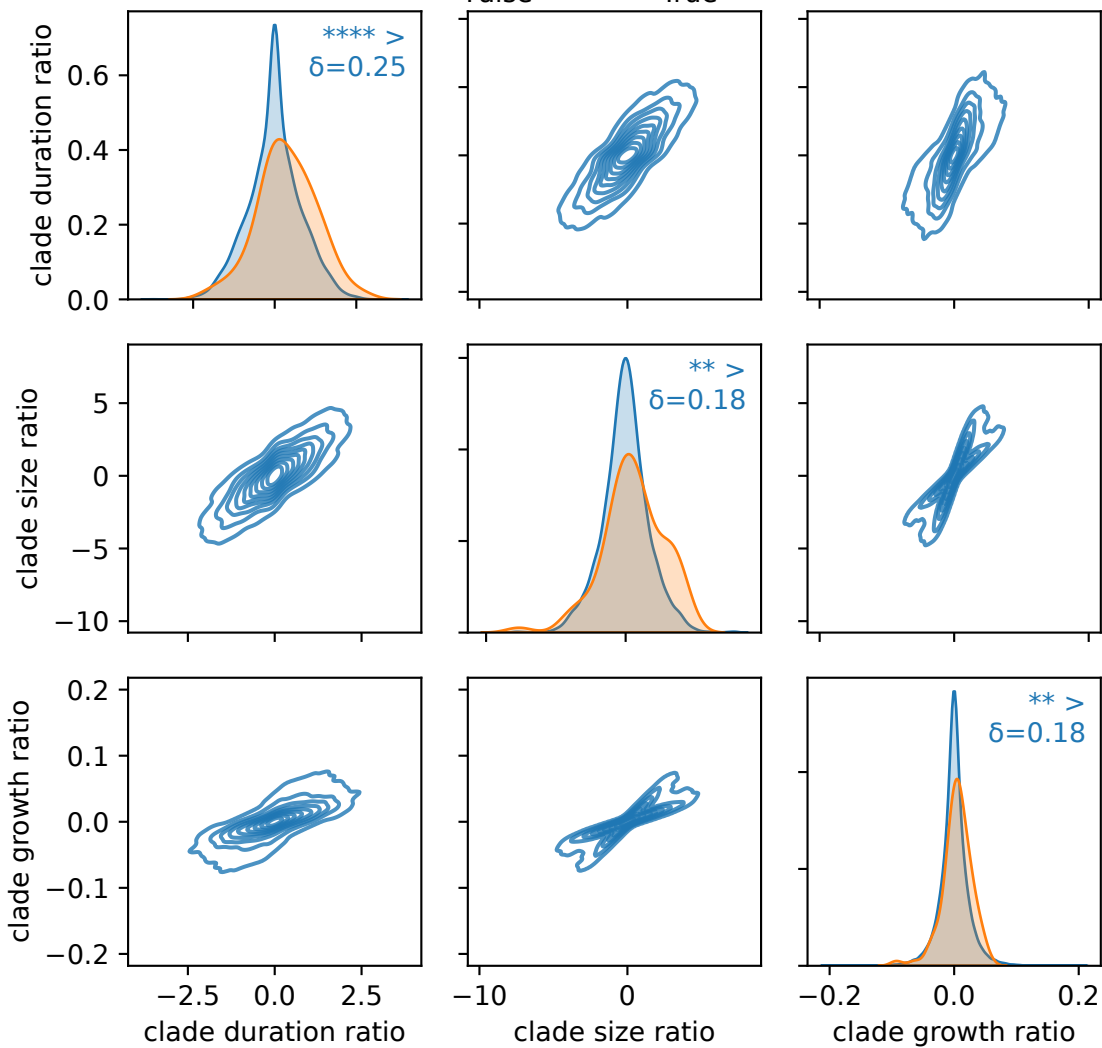 clade duration ratio
0.6
0.4
0.2
0.0
**** >
δ=0.25
clade size ratio
5
0
−5
−10
** >
δ=0.18
clade growth ratio
0.2
0.1
0.0
−0.1
−0.2
** >
δ=0.18
−2.5 0.0 2.5
−10 0
−0.2 0.0 0.2
clade duration ratio
clade size ratio
clade growth ratio